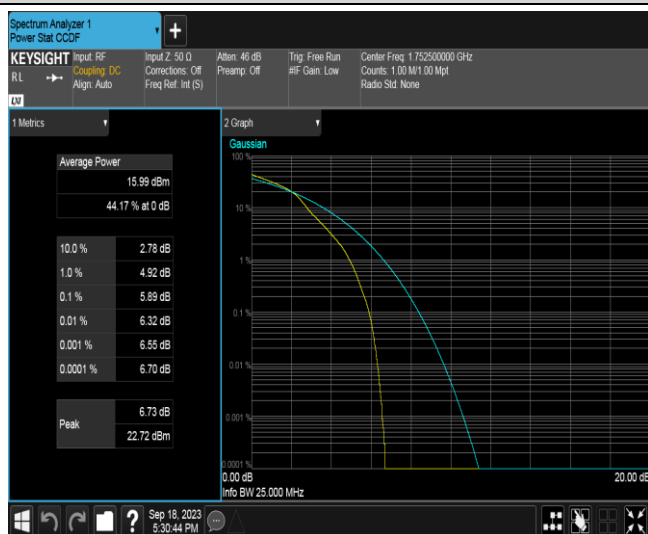 Spectrum Analyzer 1
Power Stat CCDF
KEYSIGHT
RL
LXI
Input: RF
Coupling: DC
Align: Auto
Input Z: 50 Ω
Corrections: Off
Freq Ref: Int (S)
Atten: 46 dB
Preamp: Off
Trig: Free Run
#IF Gain: Low
Center Freq: 1.752500000 GHz
Counts: 1.00 M/1.00 Mpt
Radio Std: None
1 Metrics
Average Power
15.99 dBm
44.17 % at 0 dB
10.0 % 2.78 dB
1.0 % 4.92 dB
0.1 % 5.89 dB
0.01 % 6.32 dB
0.001 % 6.55 dB
0.0001 % 6.70 dB
Peak
6.73 dB
22.72 dBm
2 Graph
Gaussian
100 %
10 %
1 %
0.1 %
0.01 %
0.001 %
0.0001 %
0.00 dB 20.00 dB
Info BW 25.000 MHz
?
Sep 18, 2023
5:30:44 PM